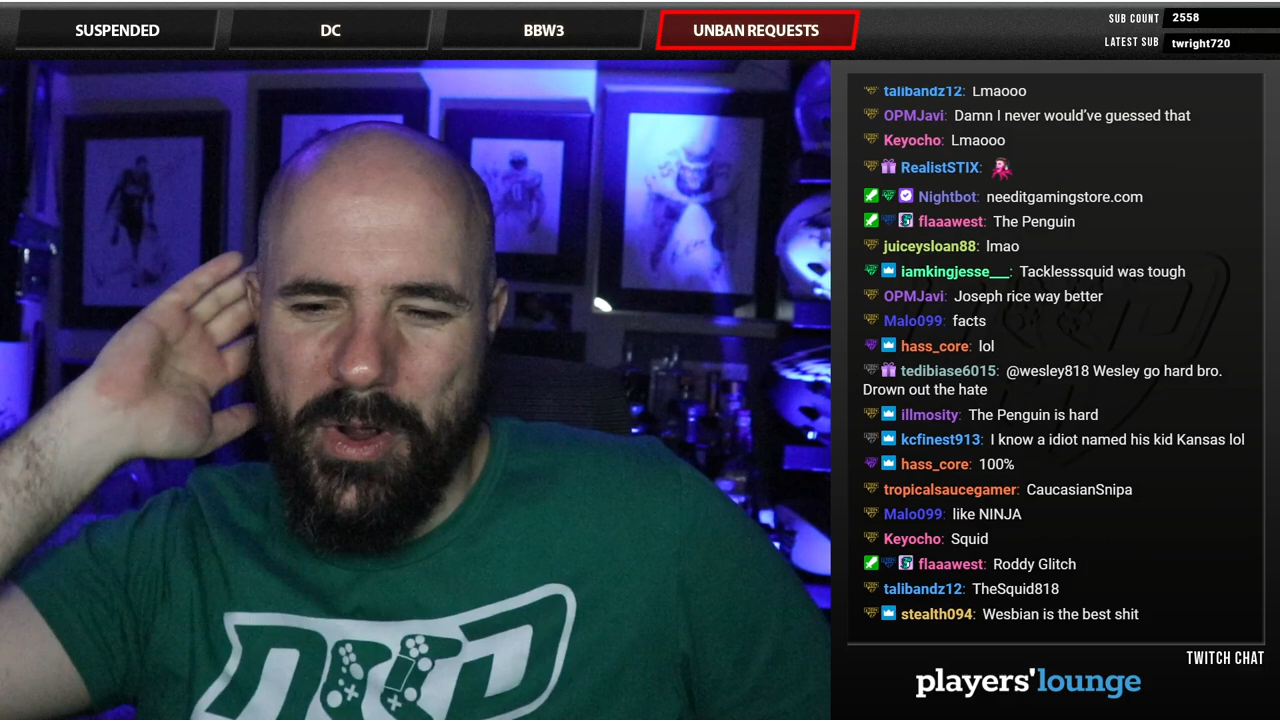 SUSPENDED
DC
BBW3
UNBAN REQUESTS
SUB COUNT 2558
LATEST SUB twright720
talibandz12: Lmaooo
OPMJavi: Damn I never would’ve guessed that
Keyocho: Lmaooo
RealistSTIX:
Nightbot: needitgamingstore.com
flaaawest: The Penguin
juiceysloan88: lmao
iamkingjesse__: Tacklesssquid was tough
OPMJavi: Joseph rice way better
Malo099: facts
hass_core: lol
tedibiase6015: @wesley818 Wesley go hard bro.
Drown out the hate
illmosity: The Penguin is hard
kcfinest913: I know a idiot named his kid Kansas lol
hass_core: 100%
tropicalsaucegamer: CaucasianSnipa
Malo099: like NINJA
Keyocho: Squid
flaaawest: Roddy Glitch
talibandz12: TheSquid818
stealth094: Wesbian is the best shit
TWITCH CHAT
players'lounge